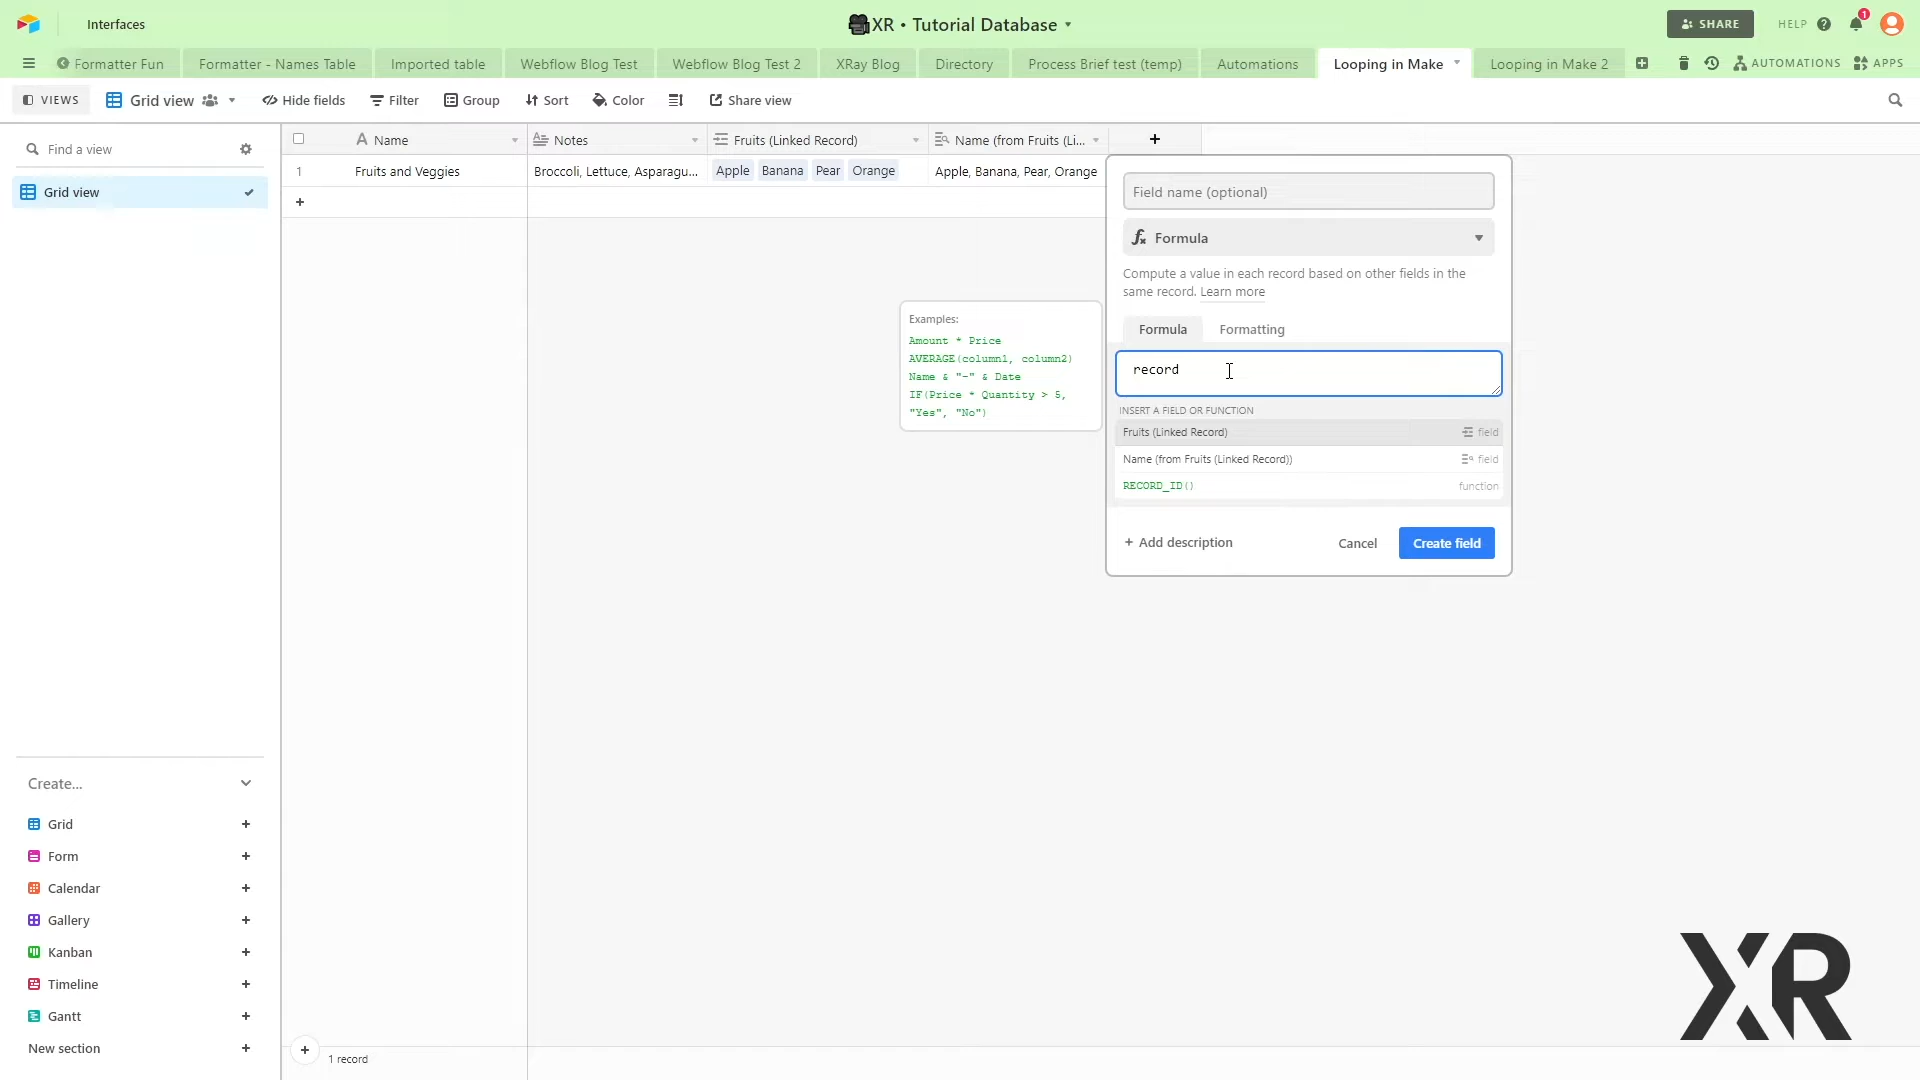 Interfaces
XR • Tutorial Database
SHARE
HELP
1
Formatter Fun
Formatter - Names Table
Imported table
Webflow Blog Test
Webflow Blog Test 2
XRay Blog
Directory
Process Brief test (temp)
Automations
Looping in Make
Looping in Make 2
AUTOMATIONS
APPS
VIEWS
Grid view
Hide fields
Filter
Group
Sort
Color
Share view
Find a view
Grid view
Name
Notes
Fruits (Linked Record)
Name (from Fruits (Li...
1
Fruits and Veggies
Broccoli, Lettuce, Asparagu...
Apple
Banana
Pear
Orange
Apple, Banana, Pear, Orange
Field name (optional)
Formula
Compute a value in each record based on other fields in the
same record. Learn more
Formula
Formatting
record
Examples:
Amount * Price
AVERAGE(column1, column2)
Name & "-" & Date
IF(Price * Quantity > 5,
"Yes", "No")
INSERT A FIELD OR FUNCTION
Fruits (Linked Record)
field
Name (from Fruits (Linked Record))
field
RECORD_ID()
function
+ Add description
Cancel
Create field
Create...
Grid
Form
Calendar
Gallery
Kanban
Timeline
Gantt
New section
1 record
XR